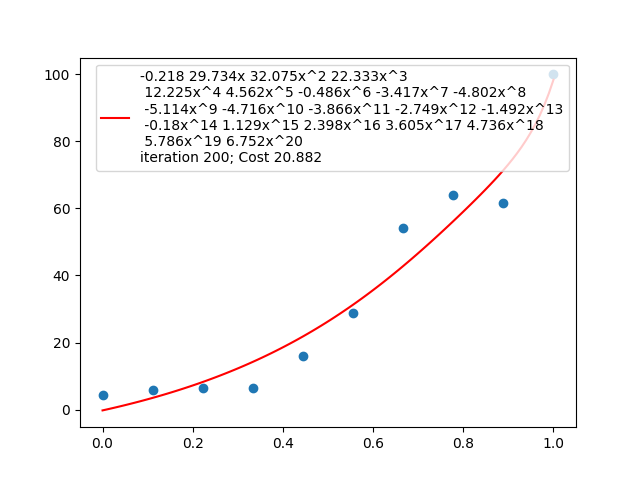 -0.218 29.734x 32.075x^2 22.333x^3
12.225x^4 4.562x^5 -0.486x^6 -3.417x^7 -4.802x^8
-5.114x^9 -4.716x^10 -3.866x^11 -2.749x^12 -1.492x^13
-0.18x^14 1.129x^15 2.398x^16 3.605x^17 4.736x^18
5.786x^19 6.752x^20
iteration 200; Cost 20.882
100
80
60
40
20
0
0.0 0.2 0.4 0.6 0.8 1.0